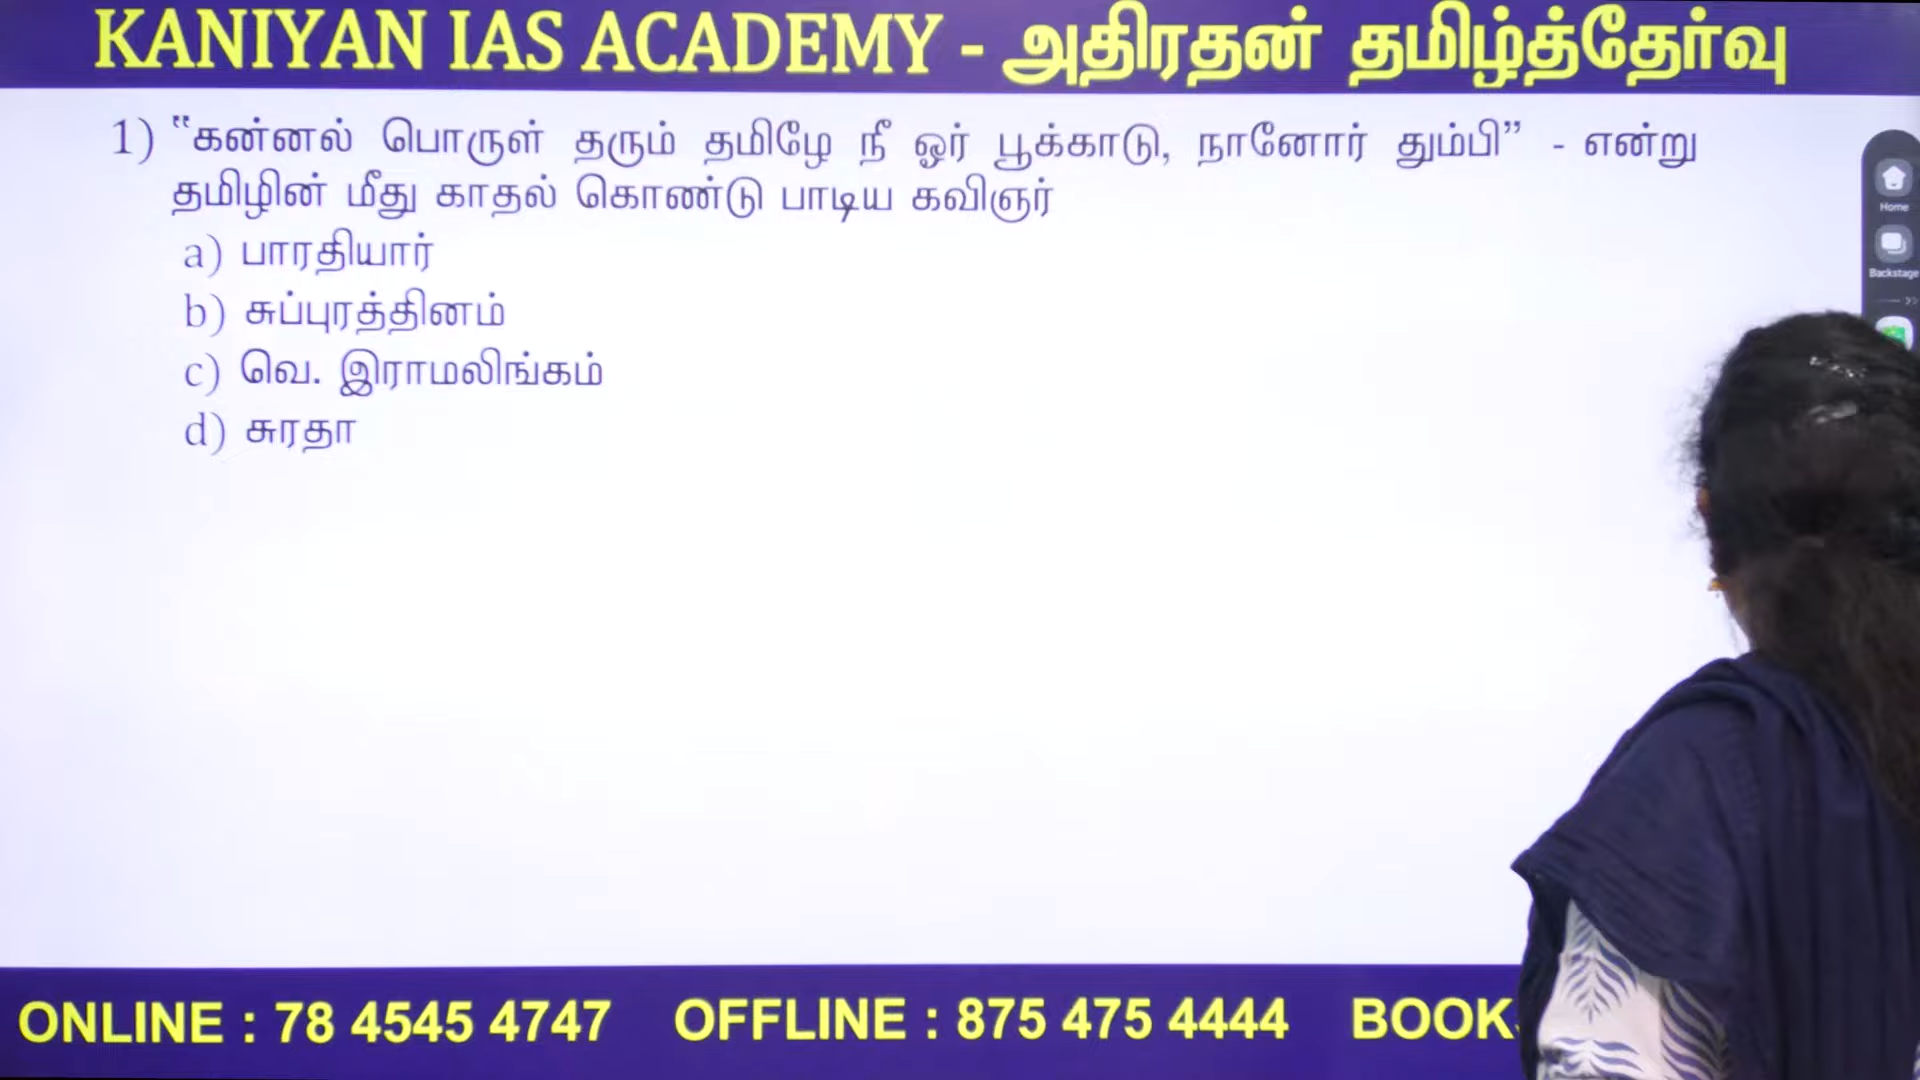 KANIYAN IAS ACADEMY - அதிரதன் தமிழ்த்தேர்வு
1) "கன்னல் பொருள் தரும் தமிழே நீ ஓர் பூக்காடு, நானோர் தும்பி" - என்று
தமிழின் மீது காதல் கொண்டு பாடிய கவிஞர்
a) பாரதியார்
b) சுப்புரத்தினம்
c) வெ. இராமலிங்கம்
d) சுரதா
Home
Backstage
ONLINE : 78 4545 4747 OFFLINE : 875 475 4444